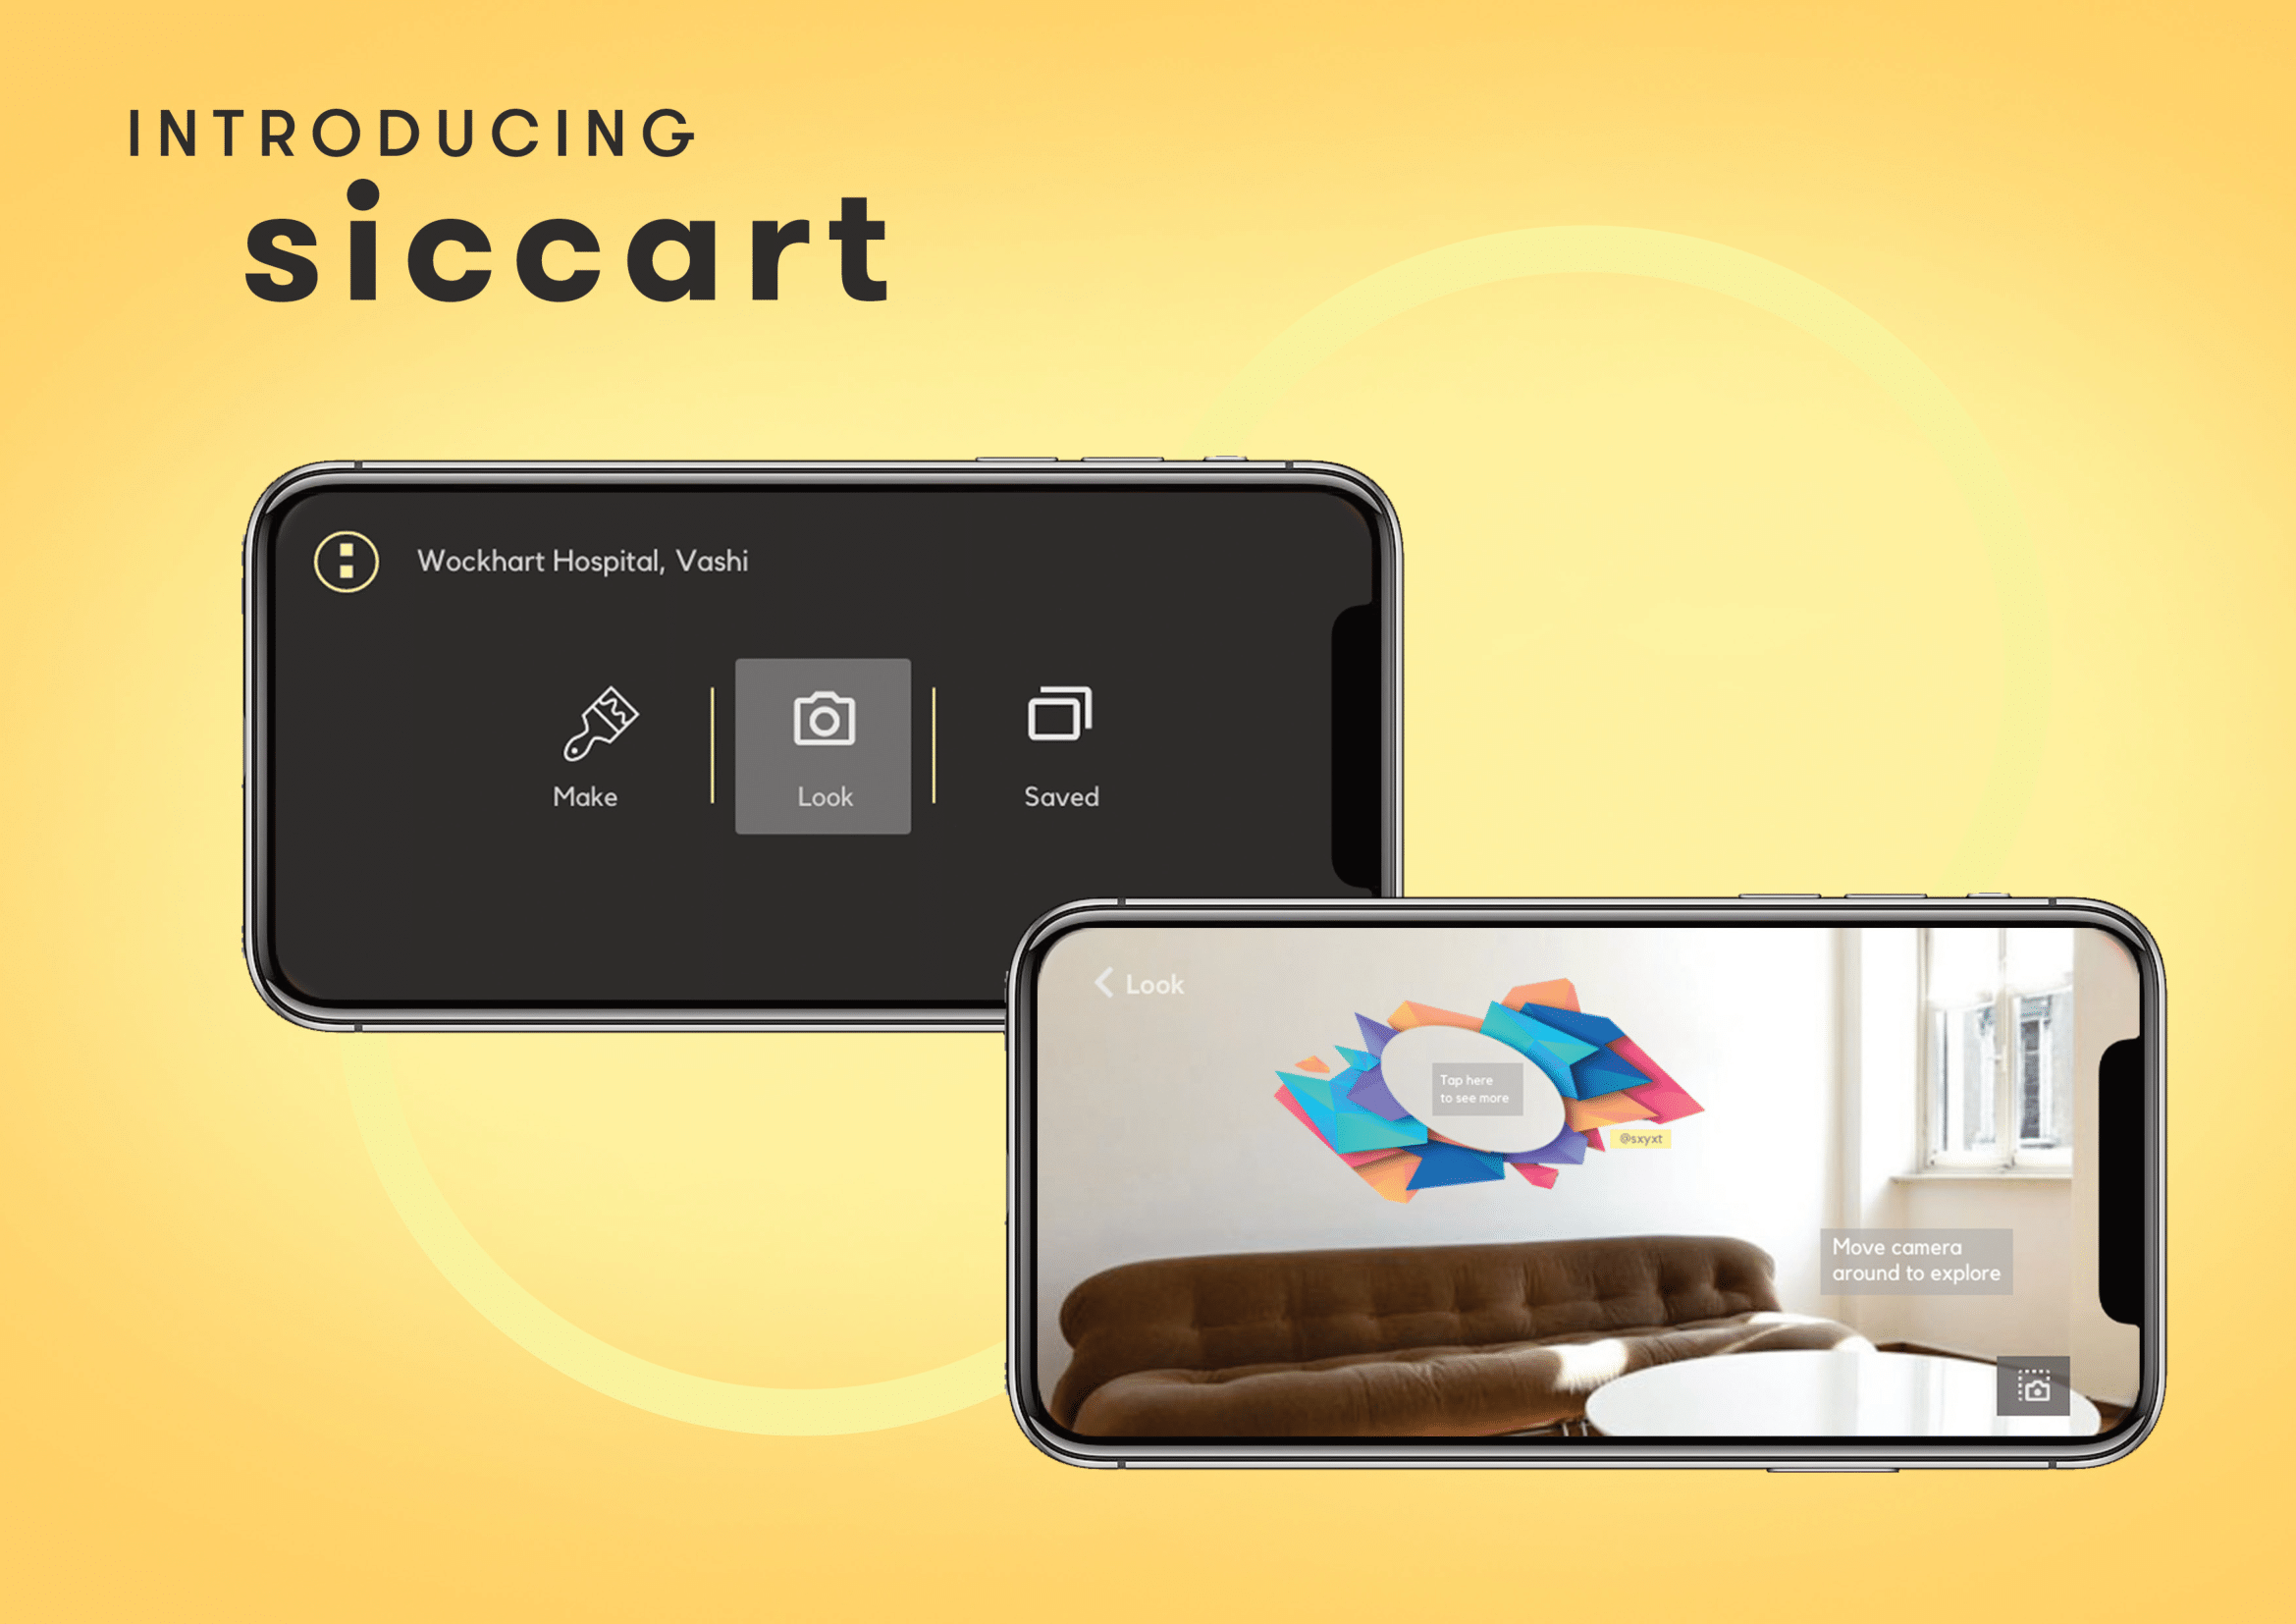 INTRODUCING
siccart
Wockhart Hospital, Vashi
Make
Look
Saved
Look
Tap here
to see more
@sxyxt
Move camera
around to explore